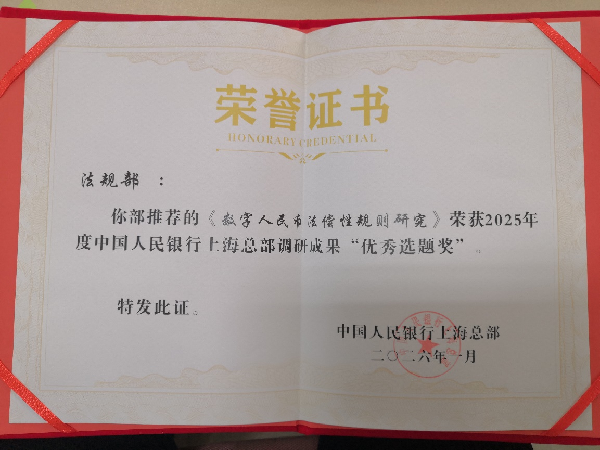 荣誉证书
HONORARY CREDENTIAL
法规部 ：
你部推荐的《数字人民币法偿性规则研究》荣获2025年
度中国人民银行上海总部调研成果“优秀选题奖”。
特发此证。
中国人民银行上海总部
二〇二六年一月